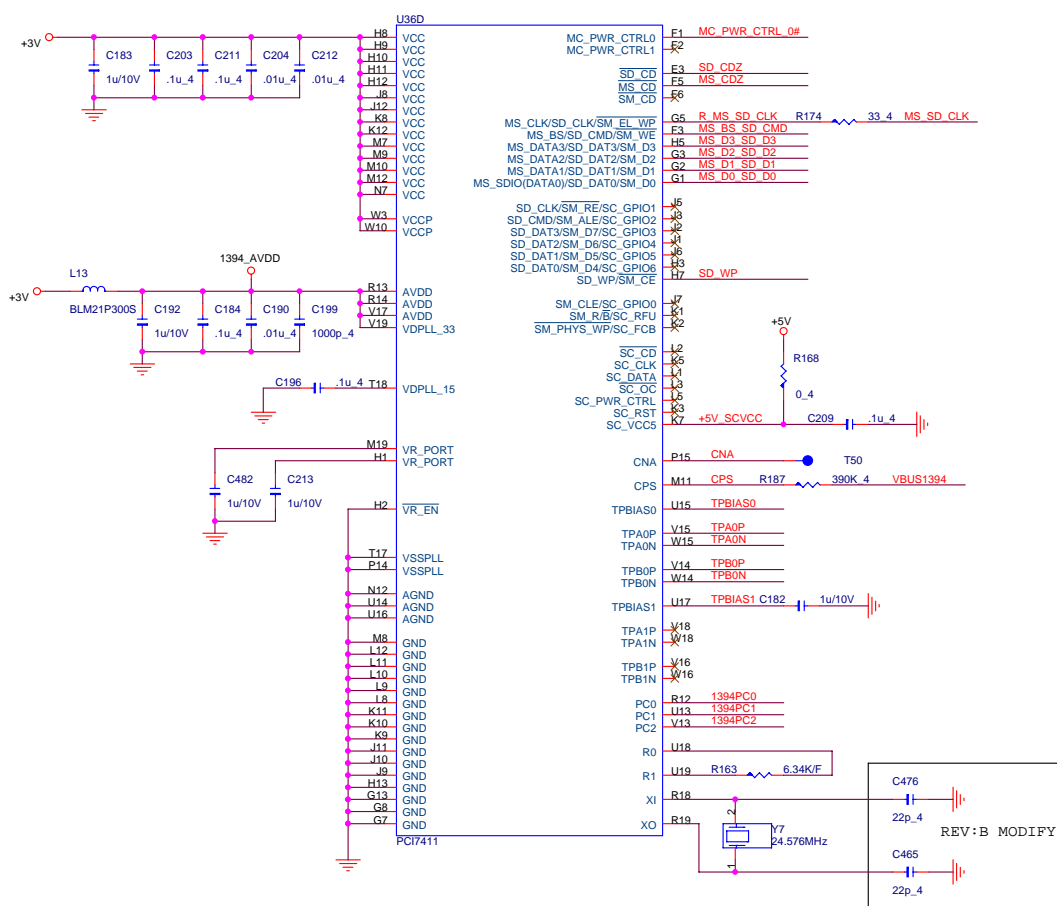 U36D
+3V
C183
1u/10V
C203
.1u_4
C211
.1u_4
C204
.01u_4
C212
.01u_4
H8 VCC
H9 VCC
H10 VCC
H11 VCC
H12 VCC
J8 VCC
J12 VCC
K8 VCC
K12 VCC
M7 VCC
M9 VCC
M10 VCC
M12 VCC
N7 VCC
W3 VCCP
W10 VCCP
1394_AVDD
+3V
L13
BLM21P300S
C192
1u/10V
C184
.1u_4
C190
.01u_4
C199
1000p_4
R13 AVDD
R14 AVDD
V17 AVDD
V19 VDPLL_33
C196 .1u_4 T18 VDPLL_15
M19 VR_PORT
H1 VR_PORT
C482
1u/10V
C213
1u/10V
H2 VR_EN
T17 VSSPLL
P14 VSSPLL
N12 AGND
U14 AGND
U16 AGND
M8 GND
L12 GND
L11 GND
L10 GND
L9 GND
L8 GND
K11 GND
K10 GND
K9 GND
J11 GND
J10 GND
J9 GND
H13 GND
G13 GND
G8 GND
G7 GND
PCI7411
MC_PWR_CTRL0 F1 MC_PWR_CTRL_0#
MC_PWR_CTRL1 F2
SD_CD E3 SD_CDZ
MS_CD F5 MS_CDZ
SM_CD F6
MS_CLK/SD_CLK/SM_EL_WP G5 R_MS_SD_CLK R174 33_4 MS_SD_CLK
MS_BS/SD_CMD/SM_WE F3 MS_BS_SD_CMD
MS_DATA3/SD_DAT3/SM_D3 H5 MS_D3_SD_D3
MS_DATA2/SD_DAT2/SM_D2 G3 MS_D2_SD_D2
MS_DATA1/SD_DAT1/SM_D1 G2 MS_D1_SD_D1
MS_SDIO(DATA0)/SD_DAT0/SM_D0 G1 MS_D0_SD_D0
SD_CLK/SM_RE/SC_GPIO1 J5
SD_CMD/SM_ALE/SC_GPIO2 J3
SD_DAT3/SM_D7/SC_GPIO3 J2
SD_DAT2/SM_D6/SC_GPIO4 J1
SD_DAT1/SM_D5/SC_GPIO5 J6
SD_DAT0/SM_D4/SC_GPIO6 H3
SD_WP/SM_CE H7 SD_WP
SM_CLE/SC_GPIO0 J7
SM_R/B/SC_RFU K1
SM_PHYS_WP/SC_FCB K2
SC_CD L2
SC_CLK K5
SC_DATA L1
SC_OC L3
SC_PWR_CTRL L5
SC_RST K3
SC_VCC5 K7 +5V_SCVCC
+5V
R168
0_4
C209 .1u_4
CNA P15 CNA T50
CPS M11 CPS R187 390K_4 VBUS1394
TPBIAS0 U15 TPBIAS0
TPA0P V15 TPA0P
TPA0N W15 TPA0N
TPB0P V14 TPB0P
TPB0N W14 TPB0N
TPBIAS1 U17 TPBIAS1 C182 1u/10V
TPA1P V18
TPA1N W18
TPB1P V16
TPB1N W16
PC0 R12 1394PC0
PC1 U13 1394PC1
PC2 V13 1394PC2
R0 U18
R1 U19 R163 6.34K/F
XI R18
XO R19
2
Y7
24.576MHz
1
C476
22p_4
REV:B MODIFY
C465
22p_4